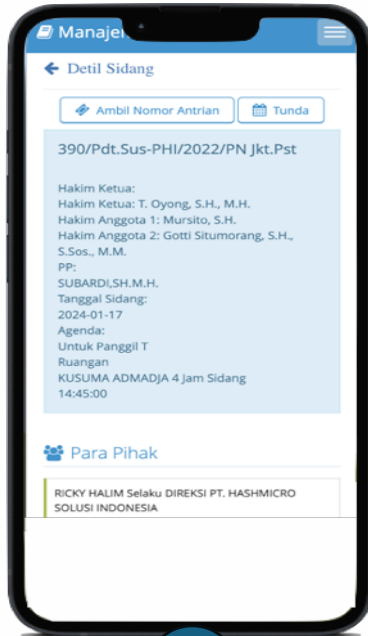 Manaje
Detil Sidang
Ambil Nomor Antrian
Tunda
390/Pdt.Sus-PHI/2022/PN Jkt.Pst
Hakim Ketua:
Hakim Ketua: T. Oyong, S.H., M.H.
Hakim Anggota 1: Mursito, S.H.
Hakim Anggota 2: Gotti Situmorang, S.H.,
S.Sos., M.M.
PP:
SUBARDI,SH.M.H.
Tanggal Sidang:
2024-01-17
Agenda:
Untuk Panggil T
Ruangan
KUSUMA ADMADJA 4 Jam Sidang
14:45:00
Para Pihak
RICKY HALIM Selaku DIREKSI PT. HASHMICRO
SOLUSI INDONESIA